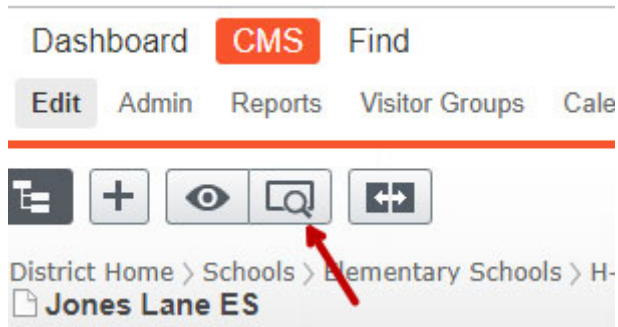 Dashboard CMS Find
Edit Admin Reports Visitor Groups Cale
District Home > Schools > Elementary Schools > H-
Jones Lane ES